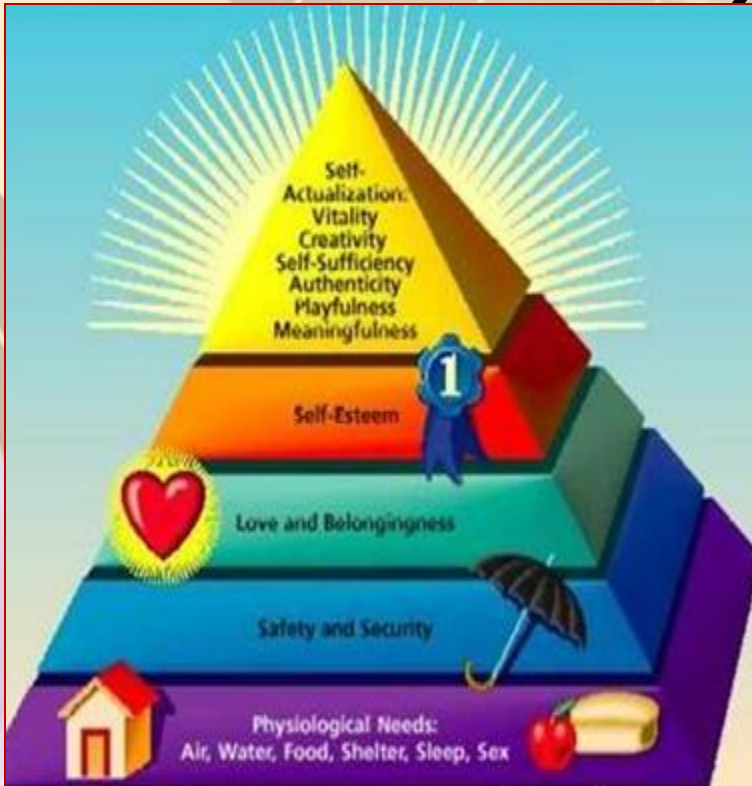 Self-
Actualization:
Vitality
Creativity
Self-Sufficiency
Authenticity
Playfulness
Meaningfulness
1
Self-Esteem
Love and Belongingness
Safety and Security
Physiological Needs:
Air, Water, Food, Shelter, Sleep, Sex